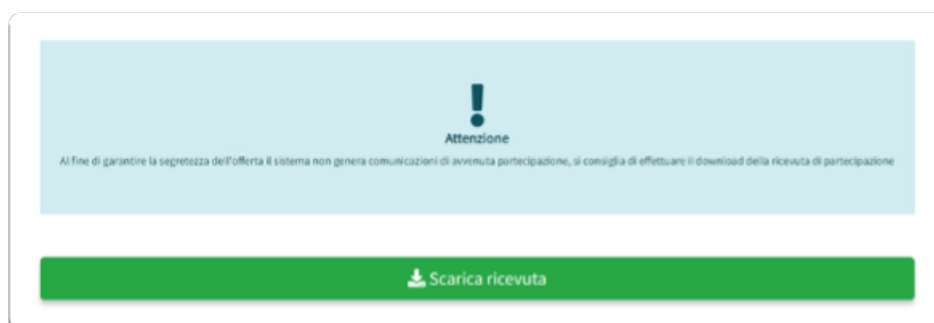 Attenzione
Al fine di garantire la segretezza dell'offerta il sistema non genera comunicazioni di avvenuta partecipazione, si consiglia di effettuare il download della ricevuta di partecipazione
Scarica ricevuta